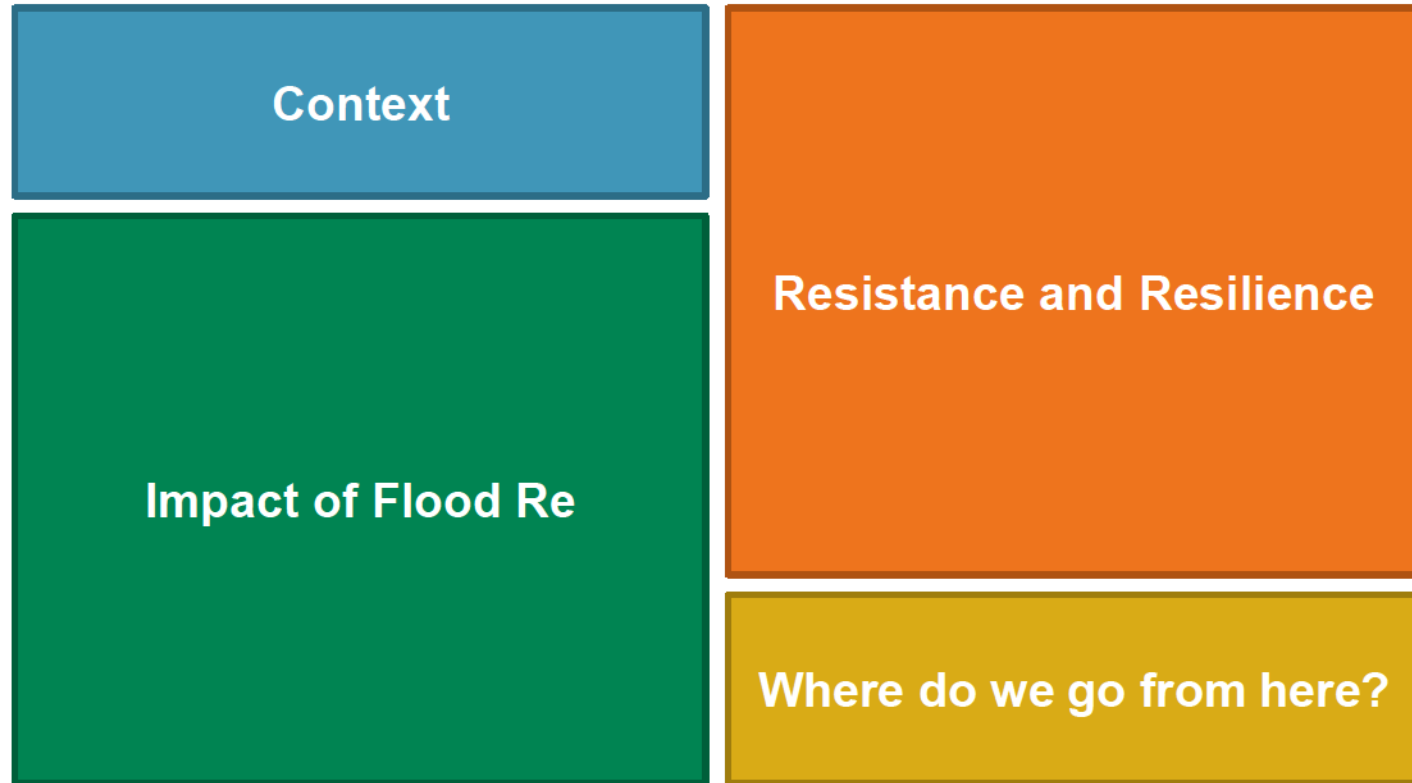 Context
Impact of Flood Re
Resistance and Resilience
Where do we go from here?